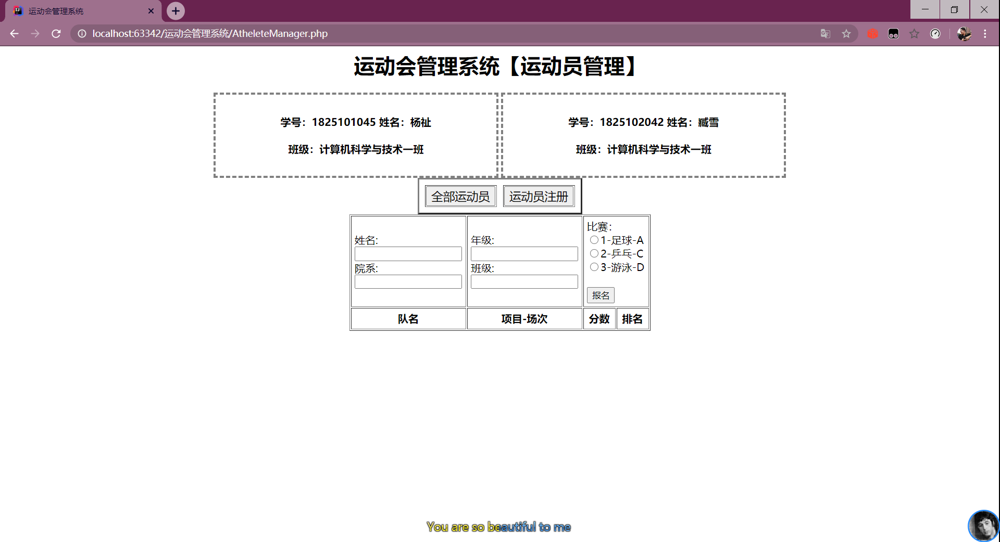 运动会管理系统
localhost:63342/运动会管理系统/AtheleteManager.php
运动会管理系统【运动员管理】
学号：1825101045 姓名：杨祉
班级：计算机科学与技术一班
学号：1825102042 姓名：臧雪
班级：计算机科学与技术一班
全部运动员 运动员注册
姓名:
院系:
年级:
班级:
比赛：
1-足球-A
2-乒乓-C
3-游泳-D
报名
队名 项目-场次 分数 排名
You are so beautiful to me